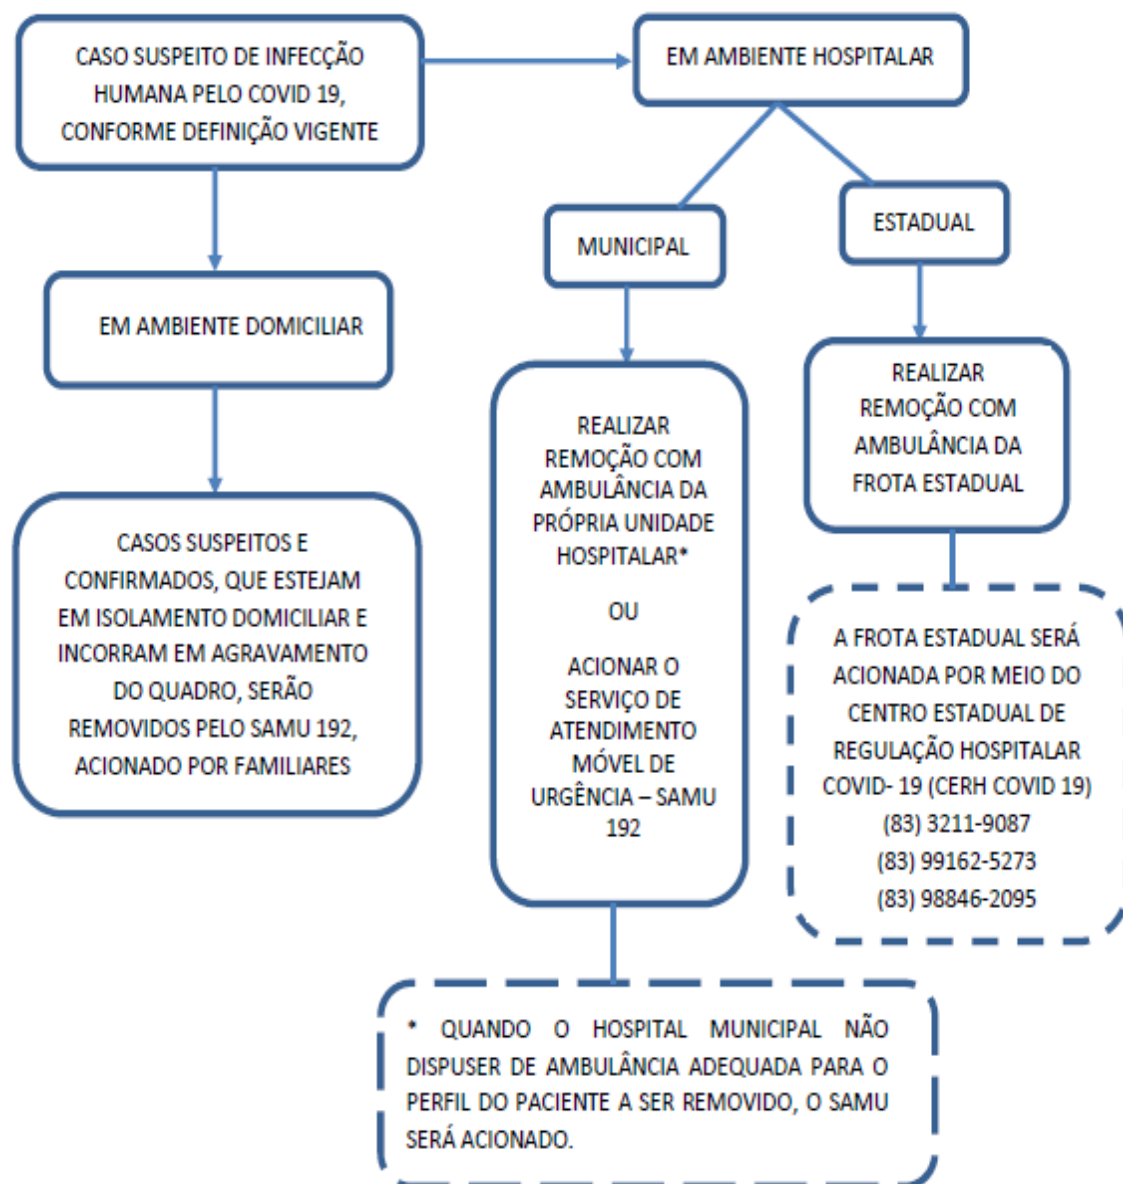 CASO SUSPEITO DE INFECÇÃO
HUMANA PELO COVID 19,
CONFORME DEFINIÇÃO VIGENTE
EM AMBIENTE HOSPITALAR
MUNICIPAL
ESTADUAL
EM AMBIENTE DOMICILIAR
CASOS SUSPEITOS E
CONFIRMADOS, QUE ESTEJAM
EM ISOLAMENTO DOMICILIAR E
INCORRAM EM AGRAVAMENTO
DO QUADRO, SERÃO
REMOVIDOS PELO SAMU 192,
ACIONADO POR FAMILIARES
REALIZAR
REMOÇÃO COM
AMBULÂNCIA DA
PRÓPRIA UNIDADE
HOSPITALAR*
OU
ACIONAR O
SERVIÇO DE
ATENDIMENTO
MÓVEL DE
URGÊNCIA – SAMU
192
REALIZAR
REMOÇÃO COM
AMBULÂNCIA DA
FROTA ESTADUAL
A FROTA ESTADUAL SERÁ
ACIONADA POR MEIO DO
CENTRO ESTADUAL DE
REGULAÇÃO HOSPITALAR
COVID- 19 (CERH COVID 19)
(83) 3211-9087
(83) 99162-5273
(83) 98846-2095
* QUANDO O HOSPITAL MUNICIPAL NÃO
DISPUSER DE AMBULÂNCIA ADEQUADA PARA O
PERFIL DO PACIENTE A SER REMOVIDO, O SAMU
SERÁ ACIONADO.